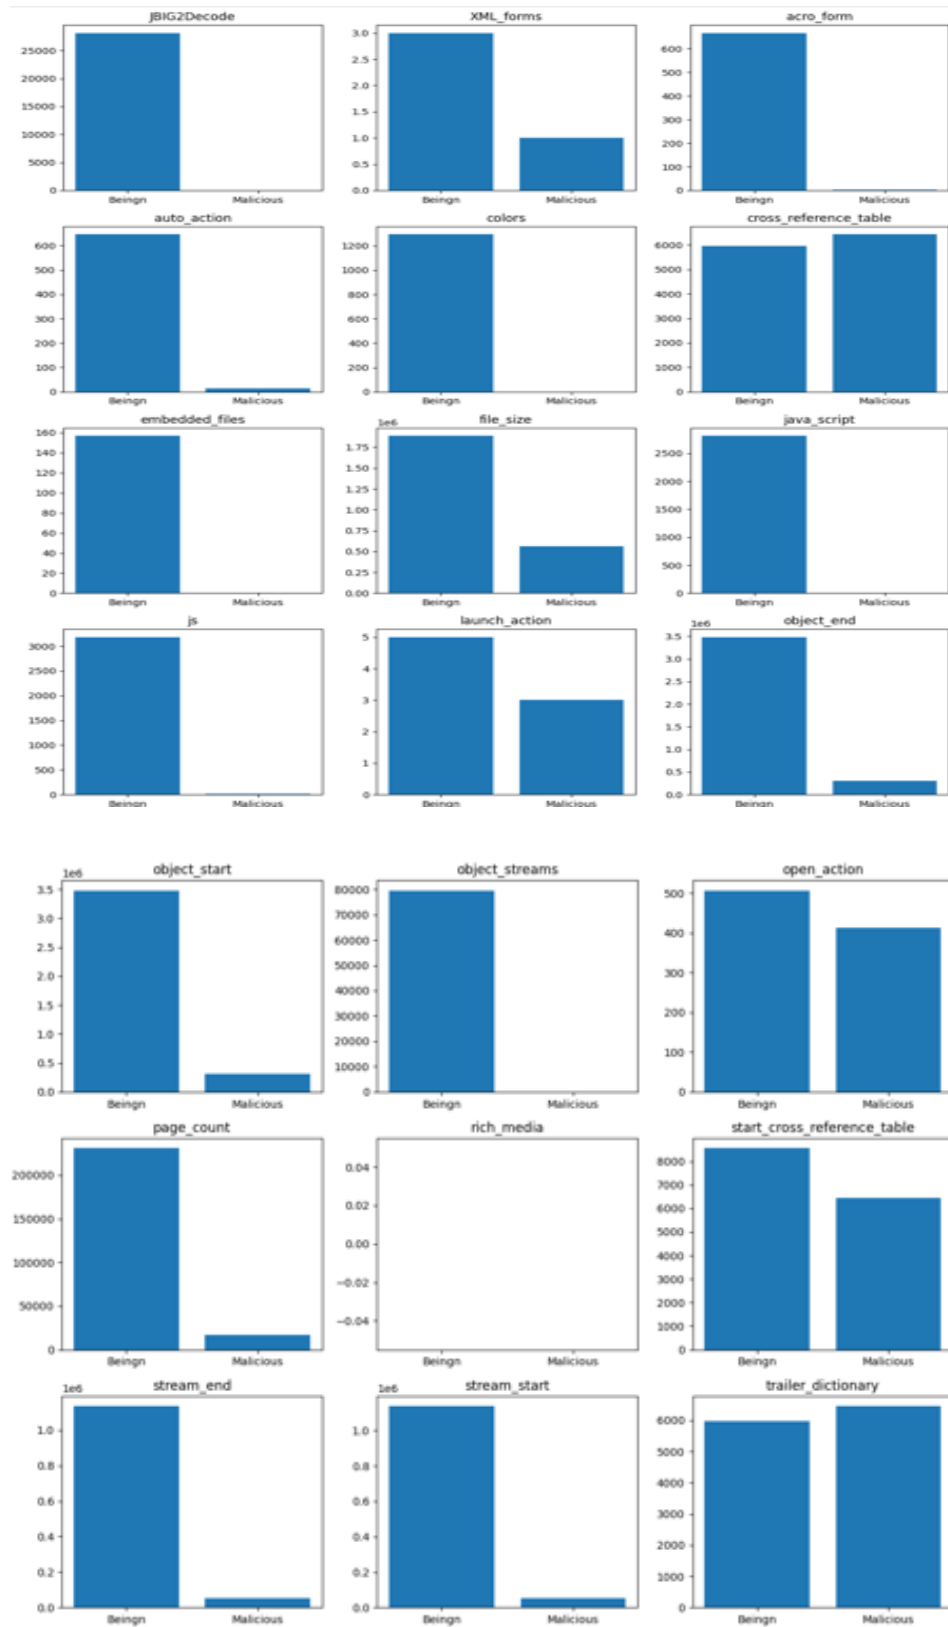 JBIG2Decode XML_forms acro_form
25000 3.0 600
20000 2.5 500
15000 2.0 400
10000 1.5 300
5000 1.0 200
0 0.5 100
0.0 0
Beingn Malicious Beingn Malicious Beingn Malicious
auto_action colors cross_reference_table
600 1200 6000
500 1000 5000
400 800 4000
300 600 3000
200 400 2000
100 200 1000
0 0 0
Beingn Malicious Beingn Malicious Beingn Malicious
embedded_files 1e6 file_size java_script
160 1.75 2500
140 1.50 2000
120 1.25 1500
100 1.00 1000
80 0.75 500
60 0.50 0
40 0.25
20 0.00
0
Beingn Malicious Beingn Malicious Beingn Malicious
js launch_action 1e6 object_end
3000 5 3.5
2500 4 3.0
2000 3 2.5
1500 2 2.0
1000 1 1.5
500 0 1.0
0 0.5
0.0
Beingn Malicious Beingn Malicious Beingn Malicious
1e6 object_start object_streams open_action
3.5 80000 500
3.0 70000 400
2.5 60000 300
2.0 50000 200
1.5 40000 100
1.0 30000 0
0.5 20000
0.0 10000
0
Beingn Malicious Beingn Malicious Beingn Malicious
page_count rich_media start_cross_reference_table
200000 0.04 8000
150000 0.02 7000
100000 0.00 6000
50000 −0.02 5000
0 −0.04 4000
3000
2000
1000
0
Beingn Malicious Beingn Malicious Beingn Malicious
1e6 stream_end 1e6 stream_start trailer_dictionary
1.0 1.0 6000
0.8 0.8 5000
0.6 0.6 4000
0.4 0.4 3000
0.2 0.2 2000
0.0 0.0 1000
0
Beingn Malicious Beingn Malicious Beingn Malicious